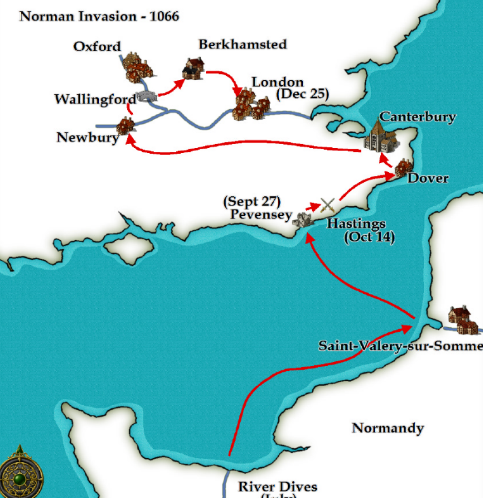 Norman Invasion - 1066
Oxford
Berkhamsted
London
(Dec 25)
Wallingford
Newbury
Canterbury
Dover
(Sept 27)
Pevensey
Hastings
(Oct 14)
Saint-Valery-sur-Somme
Normandy
River Dives
(July)